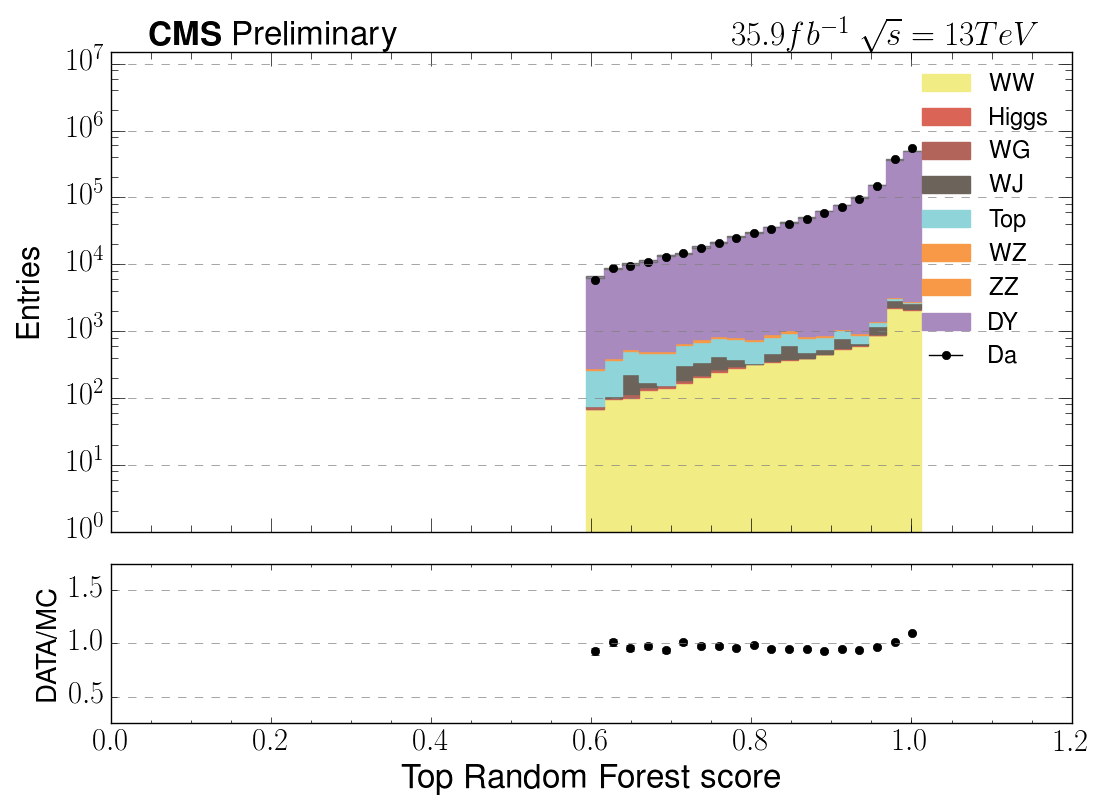 CMS Preliminary 35.9fb⁻¹ √s = 13TeV
10⁷
10⁶
10⁵
10⁴
10³
10²
10¹
10⁰
Entries
WW
Higgs
WG
WJ
Top
WZ
ZZ
DY
Da
1.5
1.0
0.5
DATA/MC
0.0 0.2 0.4 0.6 0.8 1.0 1.2
Top Random Forest score